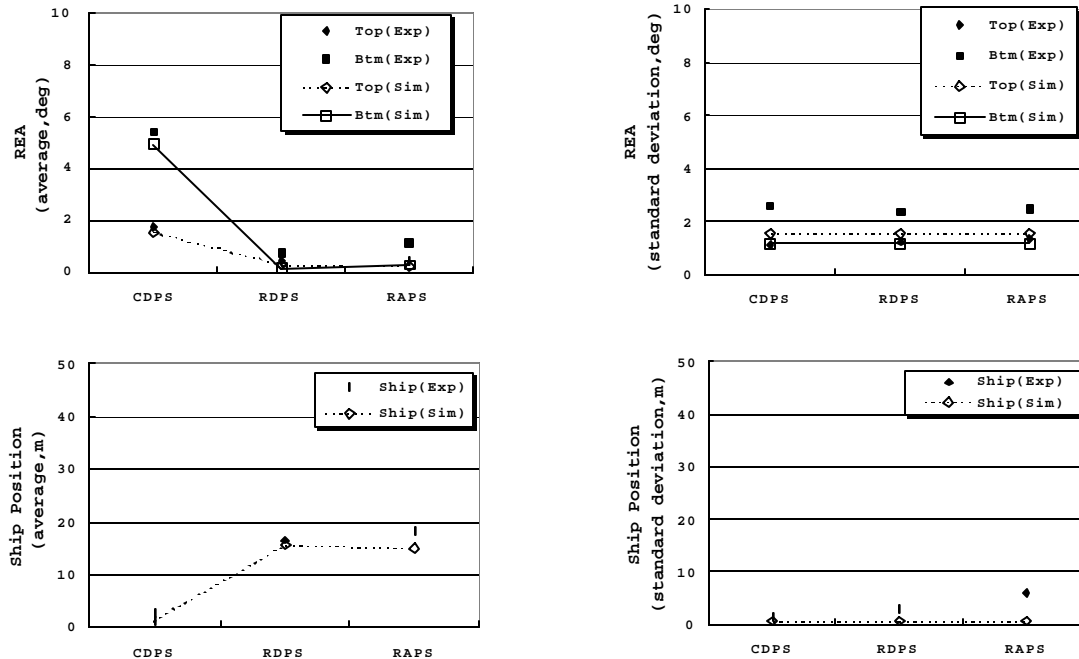 10
8
6
4
2
0
REA
(average,deg)
Top(Exp)
Btm(Exp)
Top(Sim)
Btm(Sim)
CDPS RDPS RAPS
10
8
6
4
2
0
REA
(standard deviation,deg)
Top(Exp)
Btm(Exp)
Top(Sim)
Btm(Sim)
CDPS RDPS RAPS
50
40
30
20
10
0
Ship Position
(average,m)
Ship(Exp)
Ship(Sim)
CDPS RDPS RAPS
50
40
30
20
10
0
Ship Position
(standard deviation,m)
Ship(Exp)
Ship(Sim)
CDPS RDPS RAPS